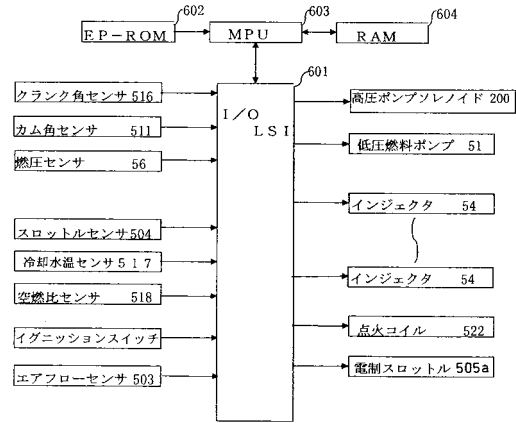 602
603
604
EP-ROM
MPU
RAM
601
I/O
LSI
クランク角センサ 516
カム角センサ 511
燃圧センサ 56
スロットルセンサ 504
冷却水温センサ 517
空燃比センサ 518
イグニッションスイッチ
エアフローセンサ 503
高圧ポンプソレノイド 200
低圧燃料ポンプ 51
インジェクタ 54
インジェクタ 54
点火コイル 522
電制スロットル 505a